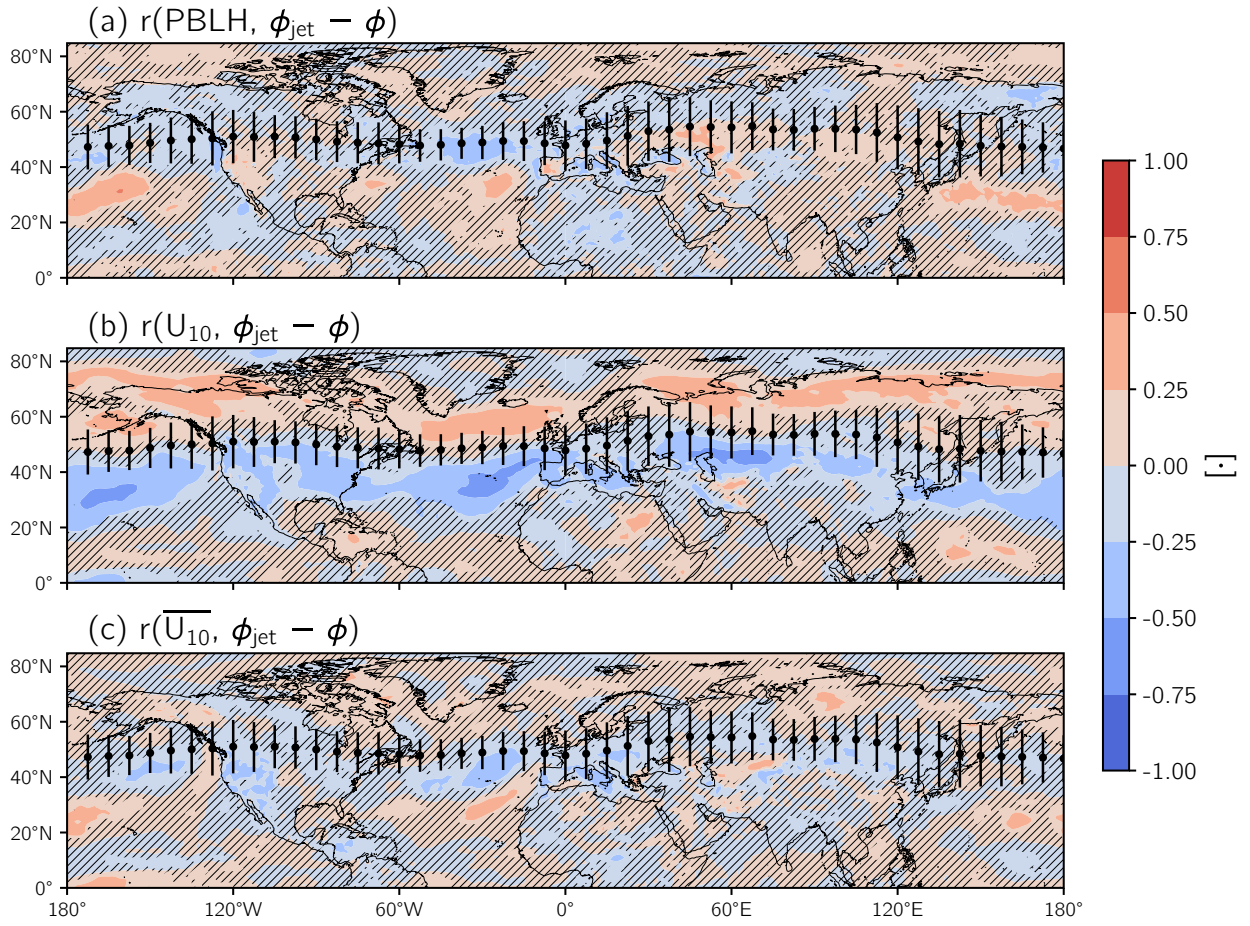 (a) r(PBLH, ϕjet − ϕ)
80°N
60°N
40°N
20°N
0°
(b) r(U10, ϕjet − ϕ)
80°N
60°N
40°N
20°N
0°
(c) r(U̅1̅0̅, ϕjet − ϕ)
80°N
60°N
40°N
20°N
0°
180°
120°W
60°W
0°
60°E
120°E
180°
1.00
0.75
0.50
0.25
0.00
-0.25
-0.50
-0.75
-1.00
[·]